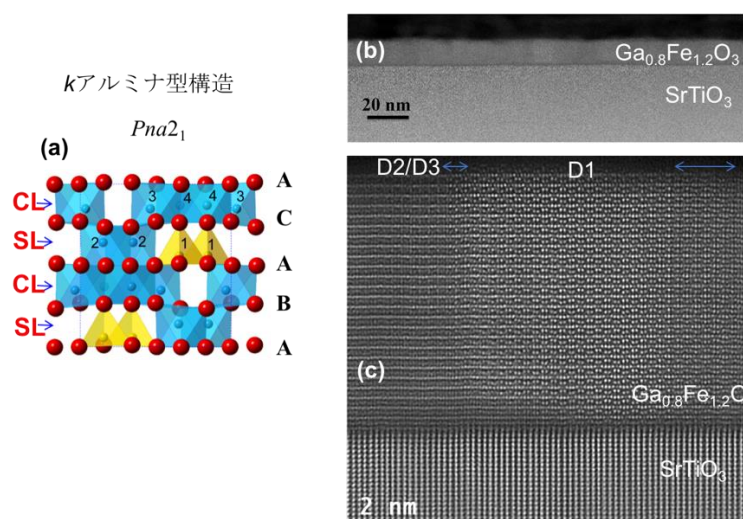 kアルミナ型構造
Pna2₁
(a)
A
CL
3
4
4
3
C
SL
2
2
1
1
A
CL
B
SL
A
(b)
Ga₀.₈Fe₁.₂O₃
SrTiO₃
20 nm
D2/D3
D1
(c)
Ga₀.₈Fe₁.₂O
SrTiO₃
2 nm